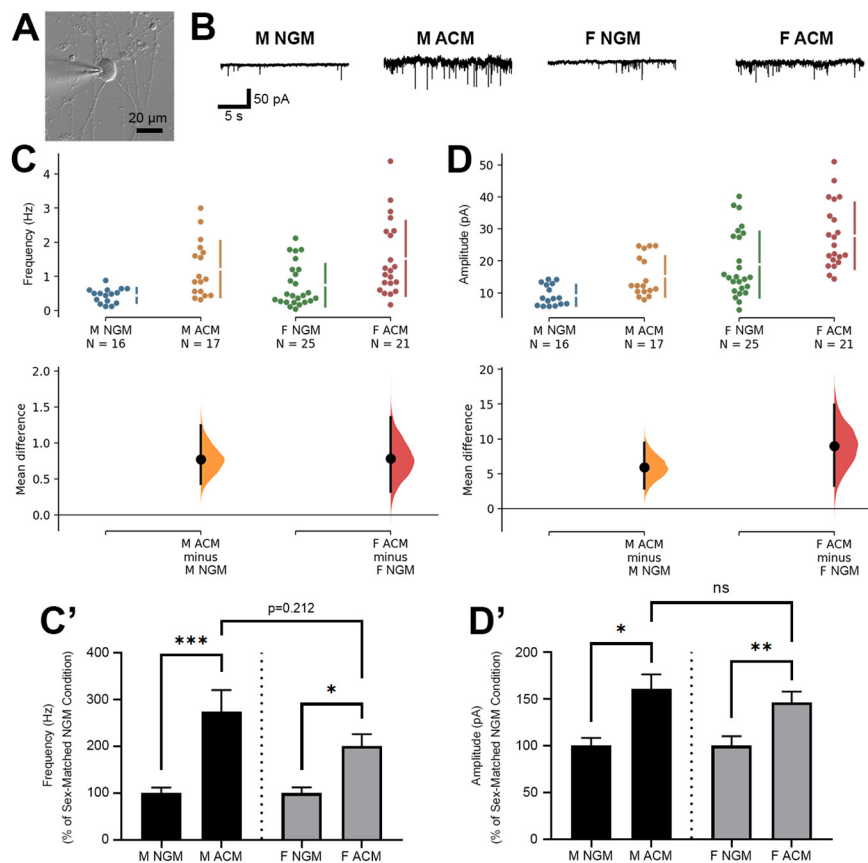 A
20 µm
B
M NGM
M ACM
F NGM
F ACM
50 pA
5 s
C
Frequency (Hz)
4
3
2
1
0
M NGM
N = 16
M ACM
N = 17
F NGM
N = 25
F ACM
N = 21
Mean difference
2.0
1.5
1.0
0.5
0.0
M ACM
minus
M NGM
F ACM
minus
F NGM
D
Amplitude (pA)
50
40
30
20
10
M NGM
N = 16
M ACM
N = 17
F NGM
N = 25
F ACM
N = 21
Mean difference
20
15
10
5
0
M ACM
minus
M NGM
F ACM
minus
F NGM
C'
Frequency (Hz)
(% of Sex-Matched NGM Condition)
400
300
200
100
0
p=0.212
***
*
M NGM
M ACM
F NGM
F ACM
D'
Amplitude (pA)
(% of Sex-Matched NGM Condition)
200
150
100
50
0
ns
*
**
M NGM
M ACM
F NGM
F ACM